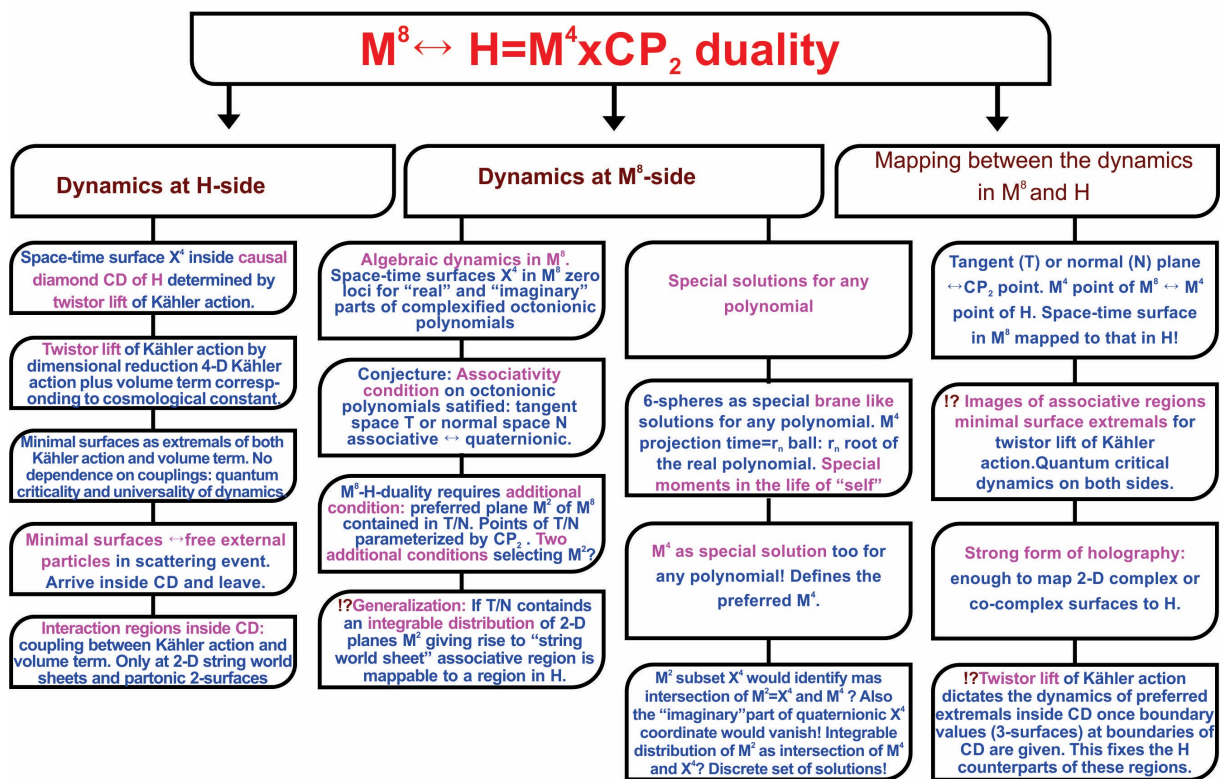 M⁸ ↔ H=M⁴xCP₂ duality
Dynamics at H-side
Space-time surface X⁴ inside causal
diamond CD of H determined by
twistor lift of Kähler action.
Twistor lift of Kähler action by
dimensional reduction 4-D Kähler
action plus volume term corresp-
onding to cosmological constant.
Minimal surfaces as extremals of both
Kähler action and volume term. No
dependence on couplings: quantum
criticality and universality of dynamics.
Minimal surfaces ↔free external
particles in scattering event.
Arrive inside CD and leave.
Interaction regions inside CD:
coupling between Kähler action and
volume term. Only at 2-D string world
sheets and partonic 2-surfaces
Dynamics at M⁸-side
Algebraic dynamics in M⁸.
Space-time surfaces X⁴ in M⁸ zero
loci for “real” and “imaginary”
parts of complexified octonionic
polynomials
Conjecture: Associativity
condition on octonionic
polynomials satified: tangent
space T or normal space N
associative ↔ quaternionic.
M⁸-H-duality requires additional
condition: preferred plane M² of M⁸
contained in T/N. Points of T/N
parameterized by CP₂ . Two
additional conditions selecting M²?
!?Generalization: If T/N containds
an integrable distribution of 2-D
planes M² giving rise to “string
world sheet” associative region is
mappable to a region in H.
Special solutions for any
polynomial
6-spheres as special brane like
solutions for any polynomial. M⁴
projection time=rₙ ball: rₙ root of
the real polynomial. Special
moments in the life of “self”
M⁴ as special solution too for
any polynomial! Defines the
preferred M⁴.
M² subset X⁴ would identify mas
intersection of M²=X⁴ and M⁴ ? Also
the “imaginary”part of quaternionic X⁴
coordinate would vanish! Integrable
distribution of M² as intersection of M⁴
and X⁴? Discrete set of solutions!
Mapping between the dynamics
in M⁸ and H
Tangent (T) or normal (N) plane
↔CP₂ point. M⁴ point of M⁸ ↔ M⁴
point of H. Space-time surface
in M⁸ mapped to that in H!
!? Images of associative regions
minimal surface extremals for
twistor lift of Kähler
action.Quantum critical
dynamics on both sides.
Strong form of holography:
enough to map 2-D complex or
co-complex surfaces to H.
!?Twistor lift of Kähler action
dictates the dynamics of preferred
extremals inside CD once boundary
values (3-surfaces) at boundaries of
CD are given. This fixes the H
counterparts of these regions.